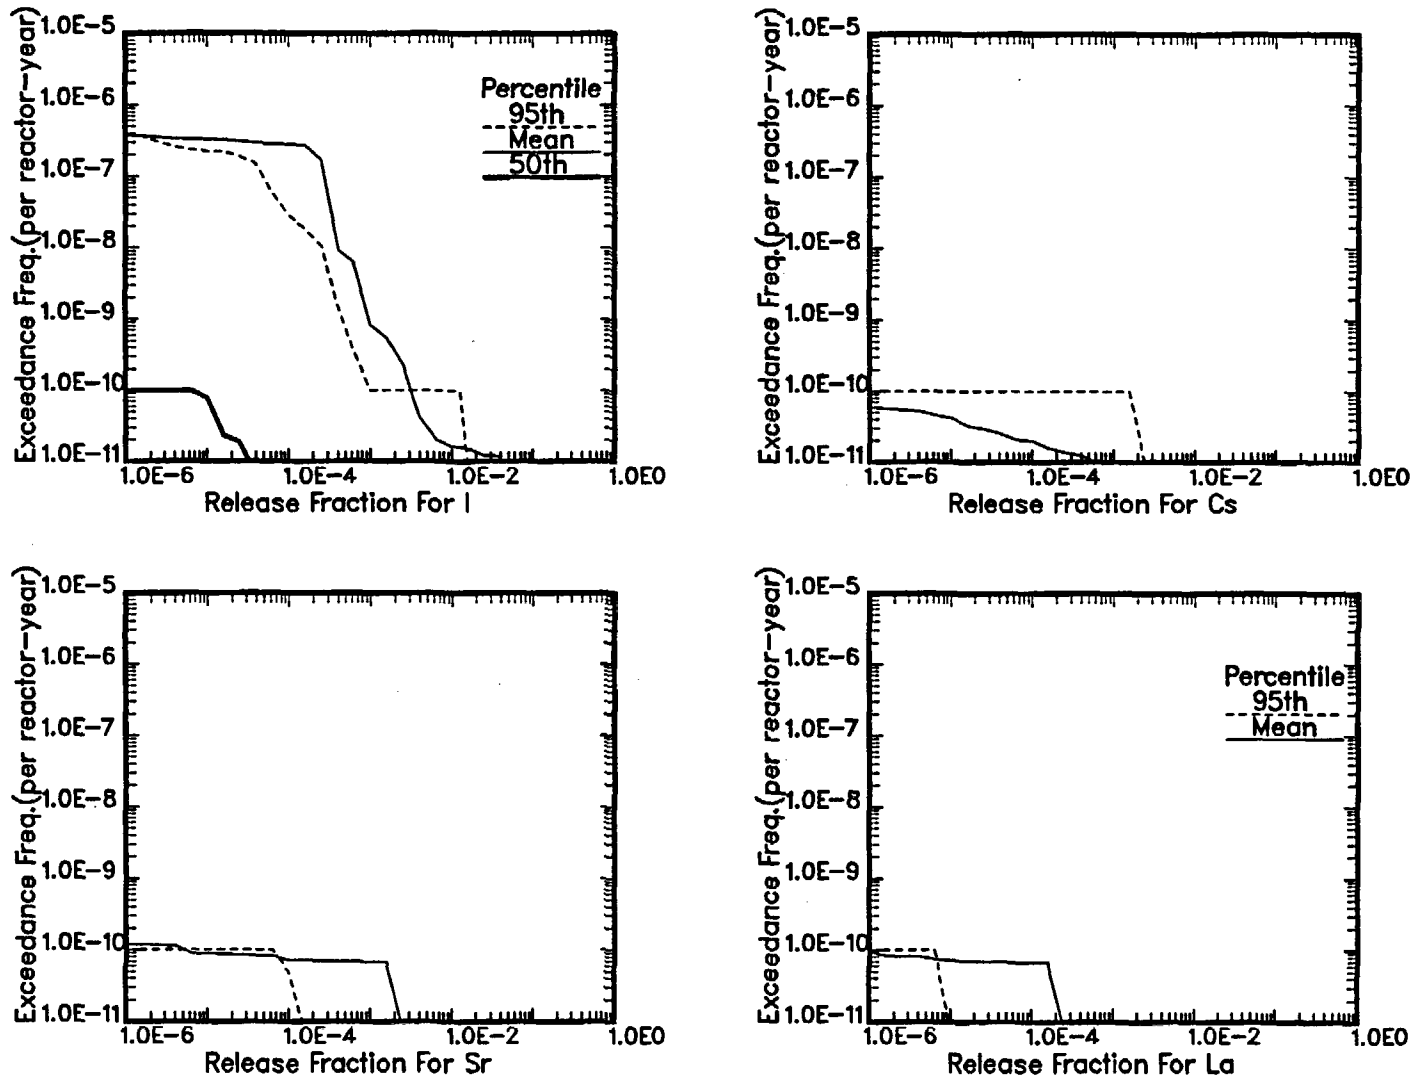 Exceedance Freq.(per reactor-year)
1.0E-5
1.0E-6
1.0E-7
1.0E-8
1.0E-9
1.0E-10
1.0E-11
Percentile
95th
Mean
50th
1.0E-6 1.0E-4 1.0E-2 1.0E0
Release Fraction For I
Exceedance Freq.(per reactor-year)
1.0E-5
1.0E-6
1.0E-7
1.0E-8
1.0E-9
1.0E-10
1.0E-11
1.0E-6 1.0E-4 1.0E-2 1.0E0
Release Fraction For Cs
Exceedance Freq.(per reactor-year)
1.0E-5
1.0E-6
1.0E-7
1.0E-8
1.0E-9
1.0E-10
1.0E-11
1.0E-6 1.0E-4 1.0E-2 1.0E0
Release Fraction For Sr
Exceedance Freq.(per reactor-year)
1.0E-5
1.0E-6
1.0E-7
1.0E-8
1.0E-9
1.0E-10
1.0E-11
Percentile
95th
Mean
1.0E-6 1.0E-4 1.0E-2 1.0E0
Release Fraction For La